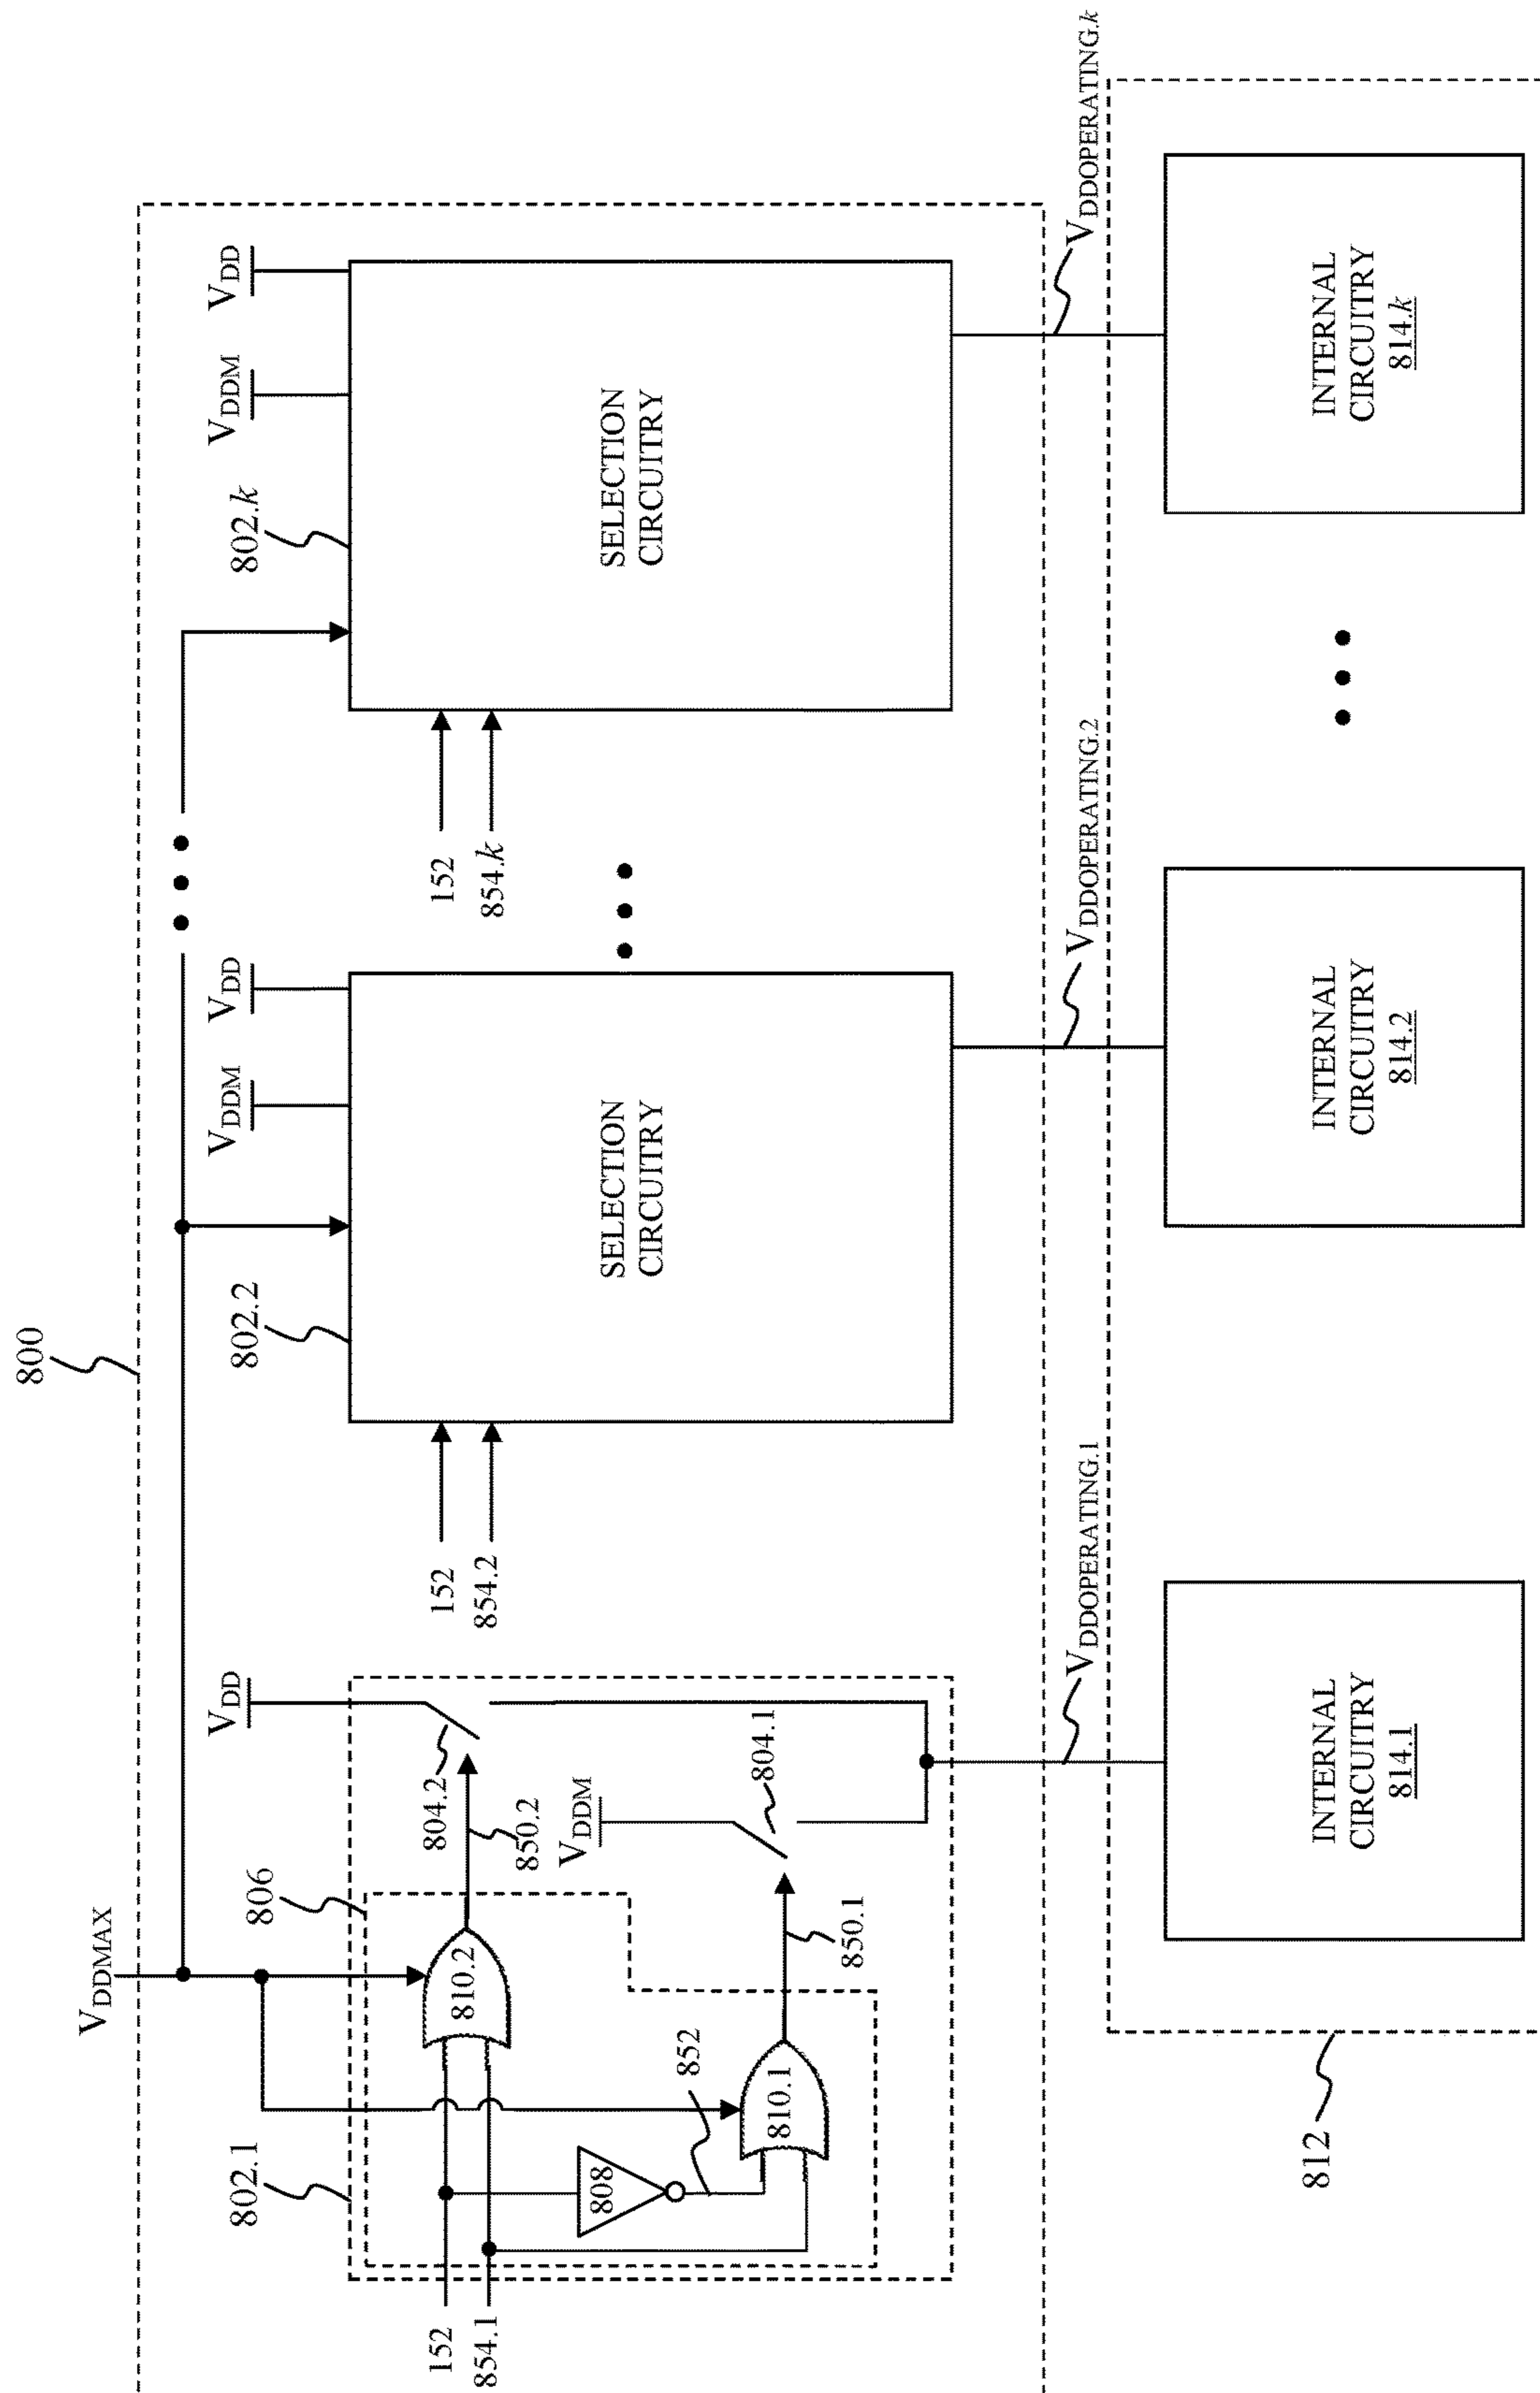 800
V_DDMAX
802.1
806
V_DD
802.2
V_DDM
V_DD
802.k
V_DDM
V_DD
152
854.1
810.2
804.2
850.2
808
852
810.1
850.1
V_DDM
804.1
152
854.2
SELECTION
CIRCUITRY
152
854.k
SELECTION
CIRCUITRY
V_DDOPERATING.1
V_DDOPERATING.2
V_DDOPERATING.k
812
INTERNAL
CIRCUITRY
814.1
INTERNAL
CIRCUITRY
814.2
INTERNAL
CIRCUITRY
814.k